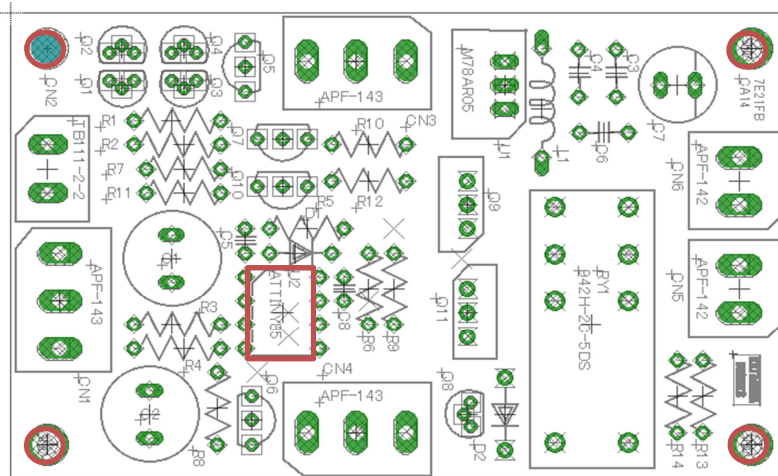 Q2
Q4
Q1
Q3
Q5
CN2
APF-143
CN3
M78AR05
U1
L1
C4
C3
C6
C7
7E21FB
CA14
TB111-2-2
R1
R2
R7
R11
Q7
Q10
R10
R5
R12
D1
Q9
CN6
APF-142
APF-143
CN1
C5
U2
ATTINY85
C8
R6
R9
R3
R4
Q11
RY1
942H-2C-5DS
CN5
APF-142
R8
Q6
CN4
APF-143
Q8
D2
R14
R13